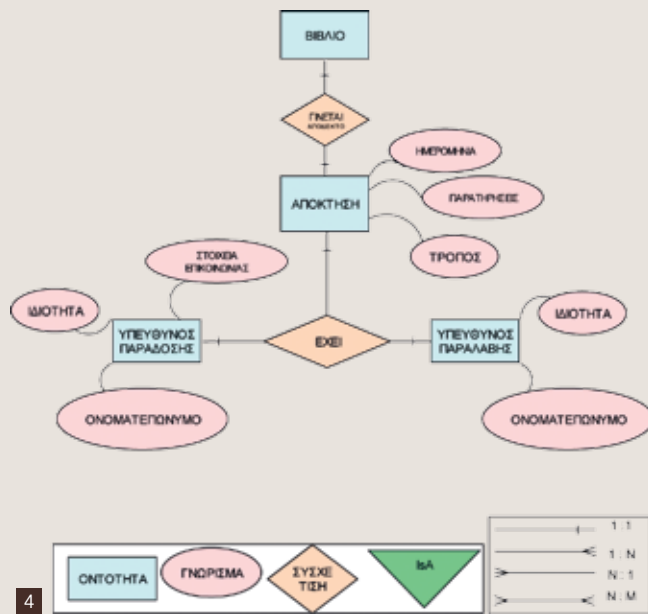 ΒΙΒΛΙΟ
ΓΙΝΕΤΑΙ
ΗΜΕΡΟΜΗΝΙΑ
ΑΠΟΚΤΗΣΗ
ΠΑΡΑΤΗΡΗΣΕΙΣ
ΤΡΟΠΟΣ
ΣΤΟΙΧΕΙΑ
ΕΠΙΚΟΙΝΩΝΙΑΣ
ΙΔΙΟΤΗΤΑ
ΥΠΕΥΘΥΝΟΣ
ΠΑΡΑΔΟΣΗΣ
ΕΧΕΙ
ΥΠΕΥΘΥΝΟΣ
ΠΑΡΑΛΑΒΗΣ
ΙΔΙΟΤΗΤΑ
ΟΝΟΜΑΤΕΠΩΝΥΜΟ
ΟΝΟΜΑΤΕΠΩΝΥΜΟ
ΟΝΤΟΤΗΤΑ
ΓΝΩΡΙΣΜΑ
ΣΥΣΧΕ
ΤΙΣΗ
IsA
1 : 1
1 : N
N : 1
N : M
4